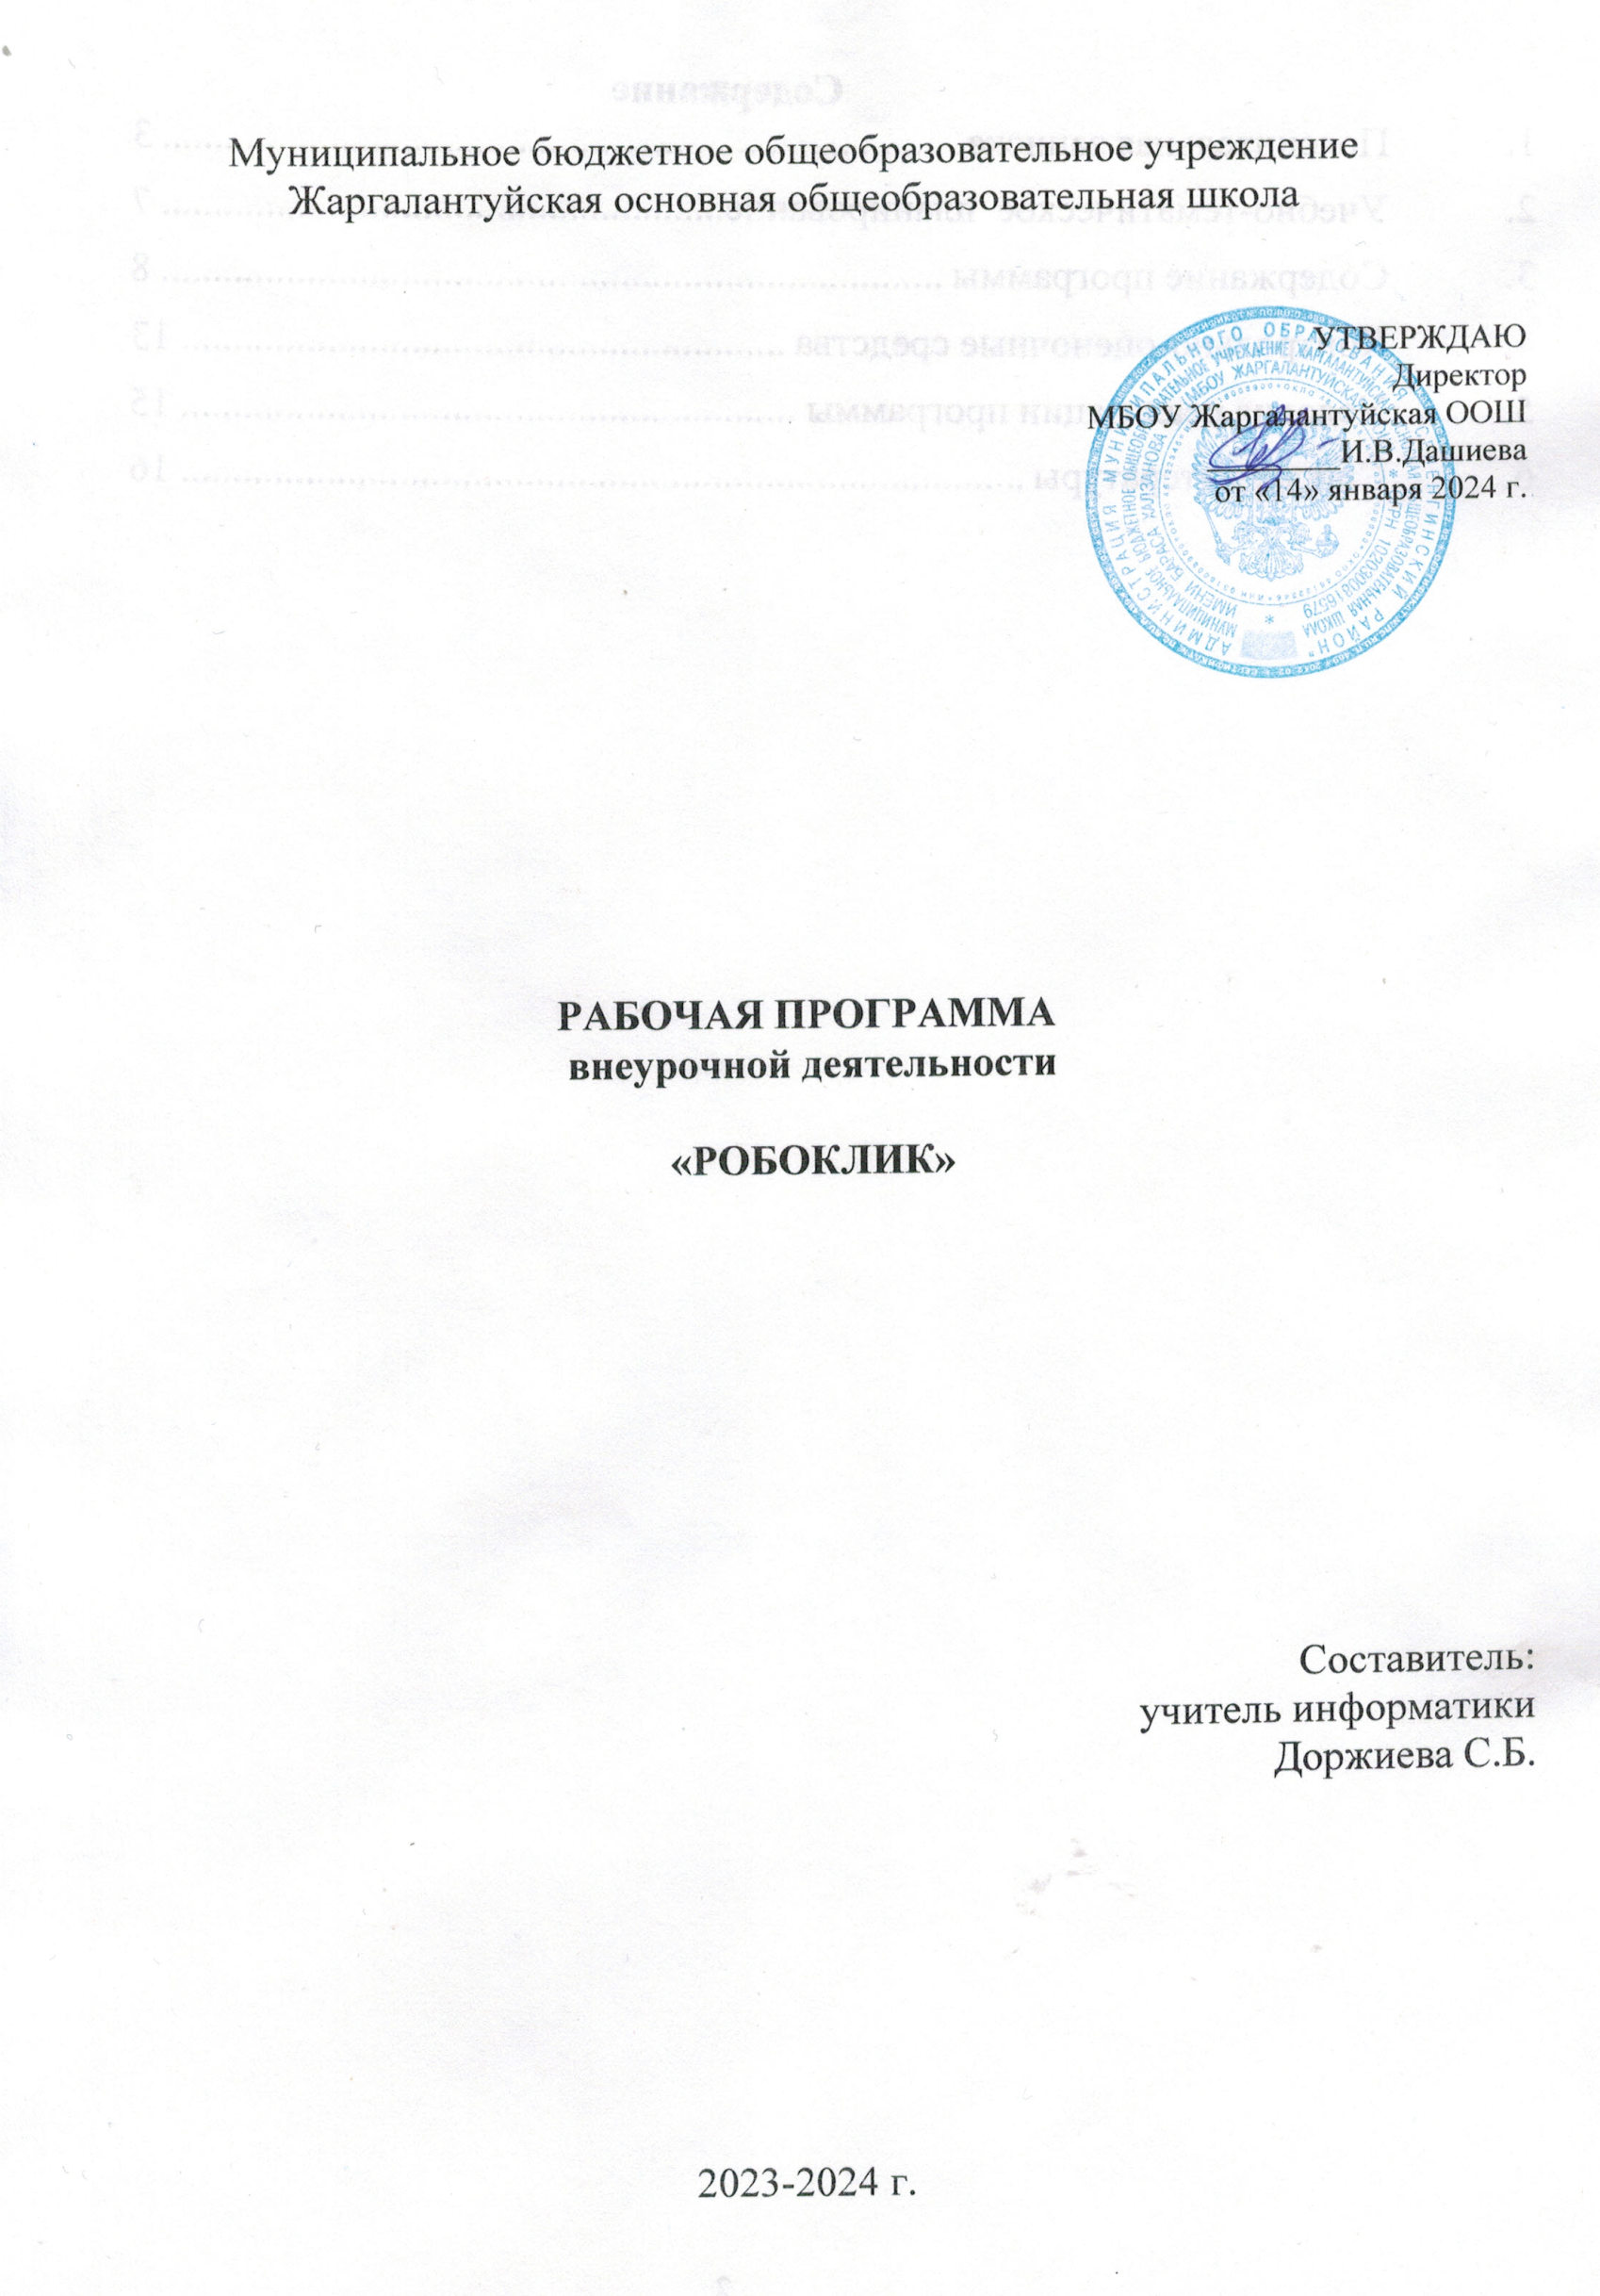 Муниципальное бюджетное общеобразовательное учреждение
Жаргалантуйская основная общеобразовательная школа
УТВЕРЖДАЮ
Директор
МБОУ Жаргалантуйская ООШ
И.В.Дашиева
от «14» января 2024 г.
РАБОЧАЯ ПРОГРАММА
внеурочной деятельности
«РОБОКЛИК»
Составитель:
учитель информатики
Доржиева С.Б.
2023-2024 г.